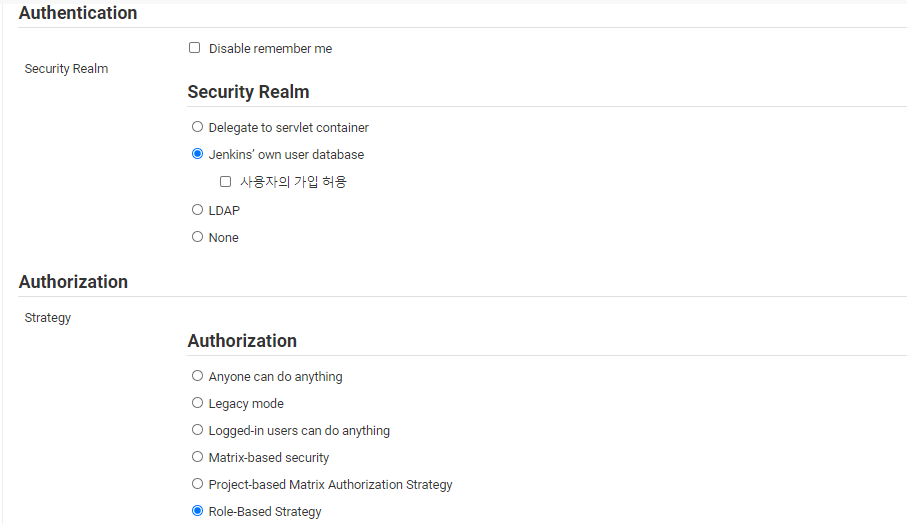 Authentication
Disable remember me
Security Realm
Security Realm
Delegate to servlet container
Jenkins’ own user database
사용자의 가입 허용
LDAP
None
Authorization
Strategy
Authorization
Anyone can do anything
Legacy mode
Logged-in users can do anything
Matrix-based security
Project-based Matrix Authorization Strategy
Role-Based Strategy